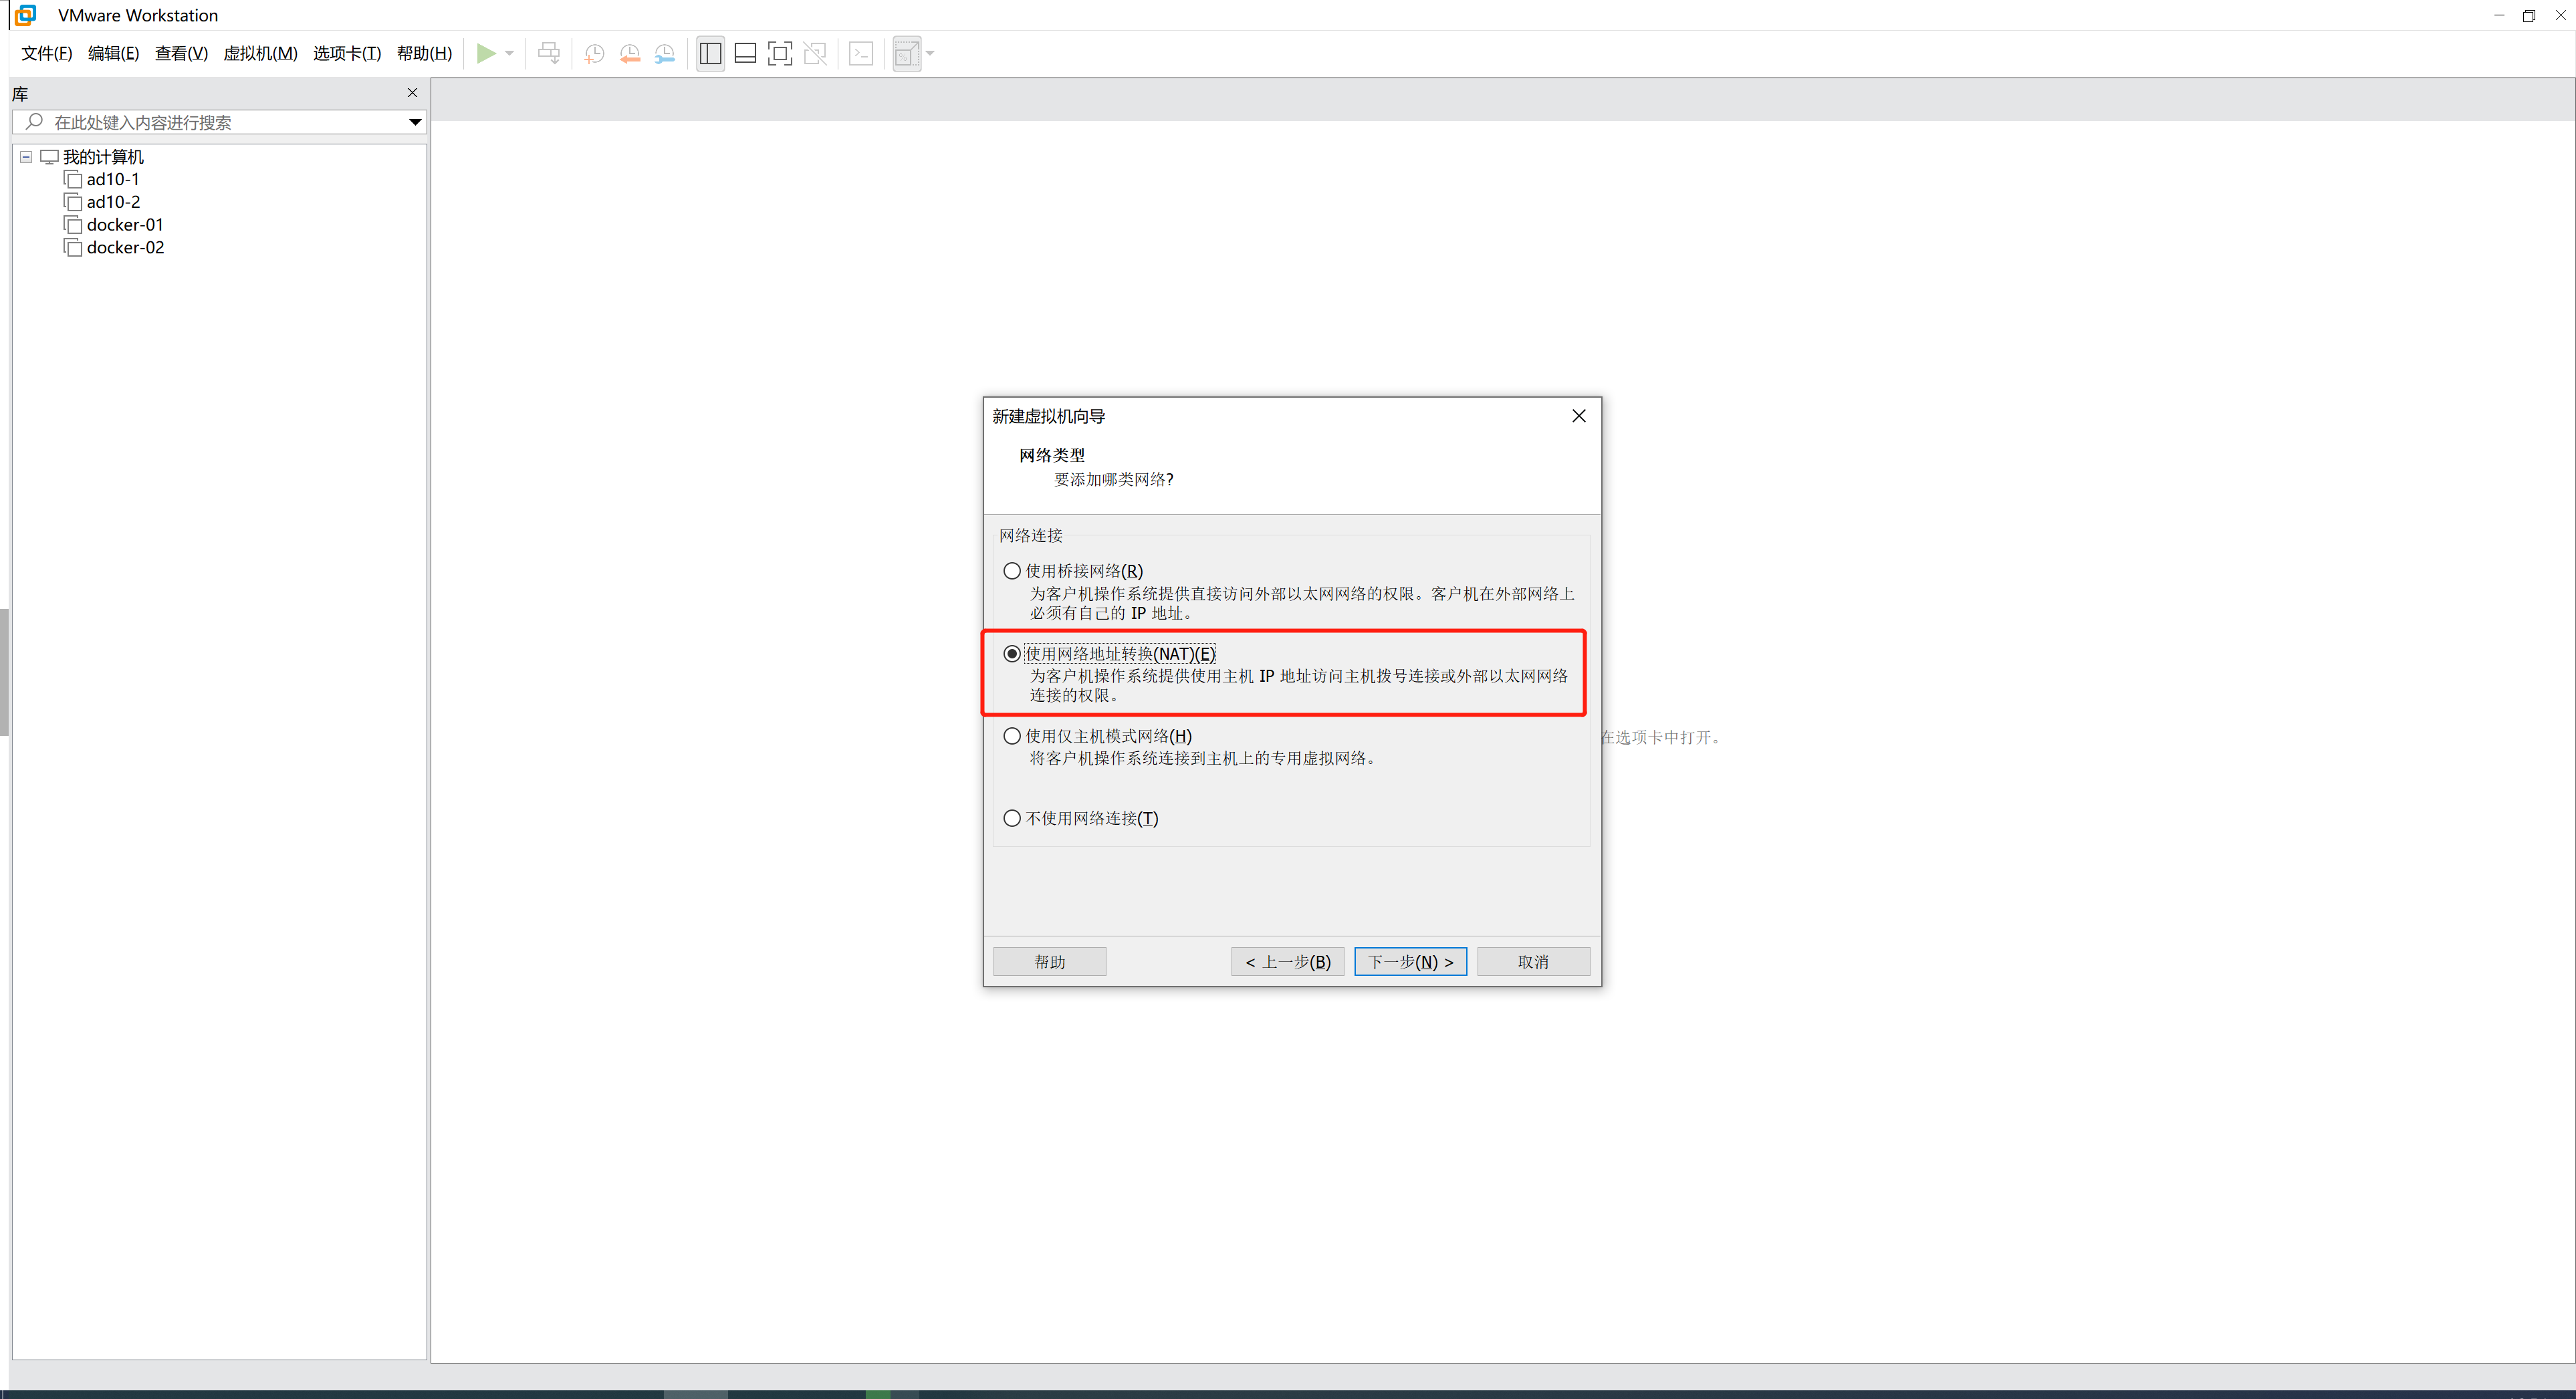 VMware Workstation
文件(F) 编辑(E) 查看(V) 虚拟机(M) 选项卡(T) 帮助(H)
库
在此处键入内容进行搜索
我的计算机
ad10-1
ad10-2
docker-01
docker-02
新建虚拟机向导
网络类型
要添加哪类网络?
网络连接
使用桥接网络(R)
为客户机操作系统提供直接访问外部以太网网络的权限。客户机在外部网络上
必须有自己的 IP 地址。
使用网络地址转换(NAT)(E)
为客户机操作系统提供使用主机 IP 地址访问主机拨号连接或外部以太网网络
连接的权限。
使用仅主机模式网络(H)
将客户机操作系统连接到主机上的专用虚拟网络。
在选项卡中打开。
不使用网络连接(T)
帮助
< 上一步(B)
下一步(N) >
取消